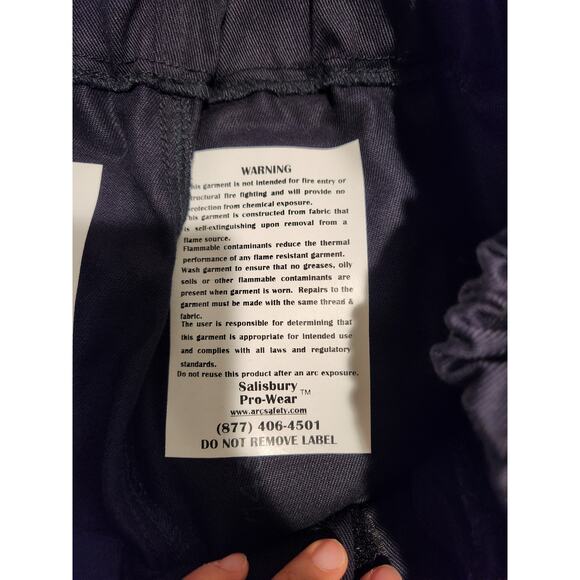 WARNING
his garment is not intended for fire entry or
tructural fire fighting and will provide no
rotection from chemical exposure.
his garment is constructed from fabric that
is self-extinguishing upon removal from a
flame source.
Flammable contaminants reduce the thermal
performance of any flame resistant garment.
Wash garment to ensure that no greases, oily
soils or other flammable contaminants are
present when garment is worn. Repairs to the
garment must be made with the same thread &
fabric.
The user is responsible for determining that
this garment is appropriate for intended use
and complies with all laws and regulatory
standards.
Do not reuse this product after an arc exposure.
Salisbury
Pro-Wear ™
www.arcsafety.com
(877) 406-4501
DO NOT REMOVE LABEL